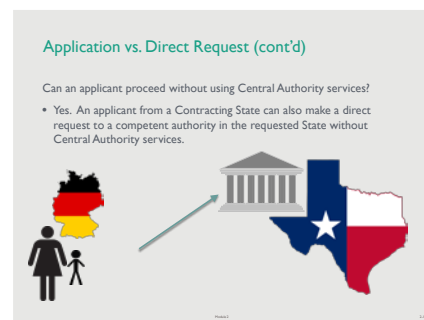 Application vs. Direct Request (cont'd)
Can an applicant proceed without using Central Authority services?
• Yes. An applicant from a Contracting State can also make a direct
request to a competent authority in the requested State without
Central Authority services.